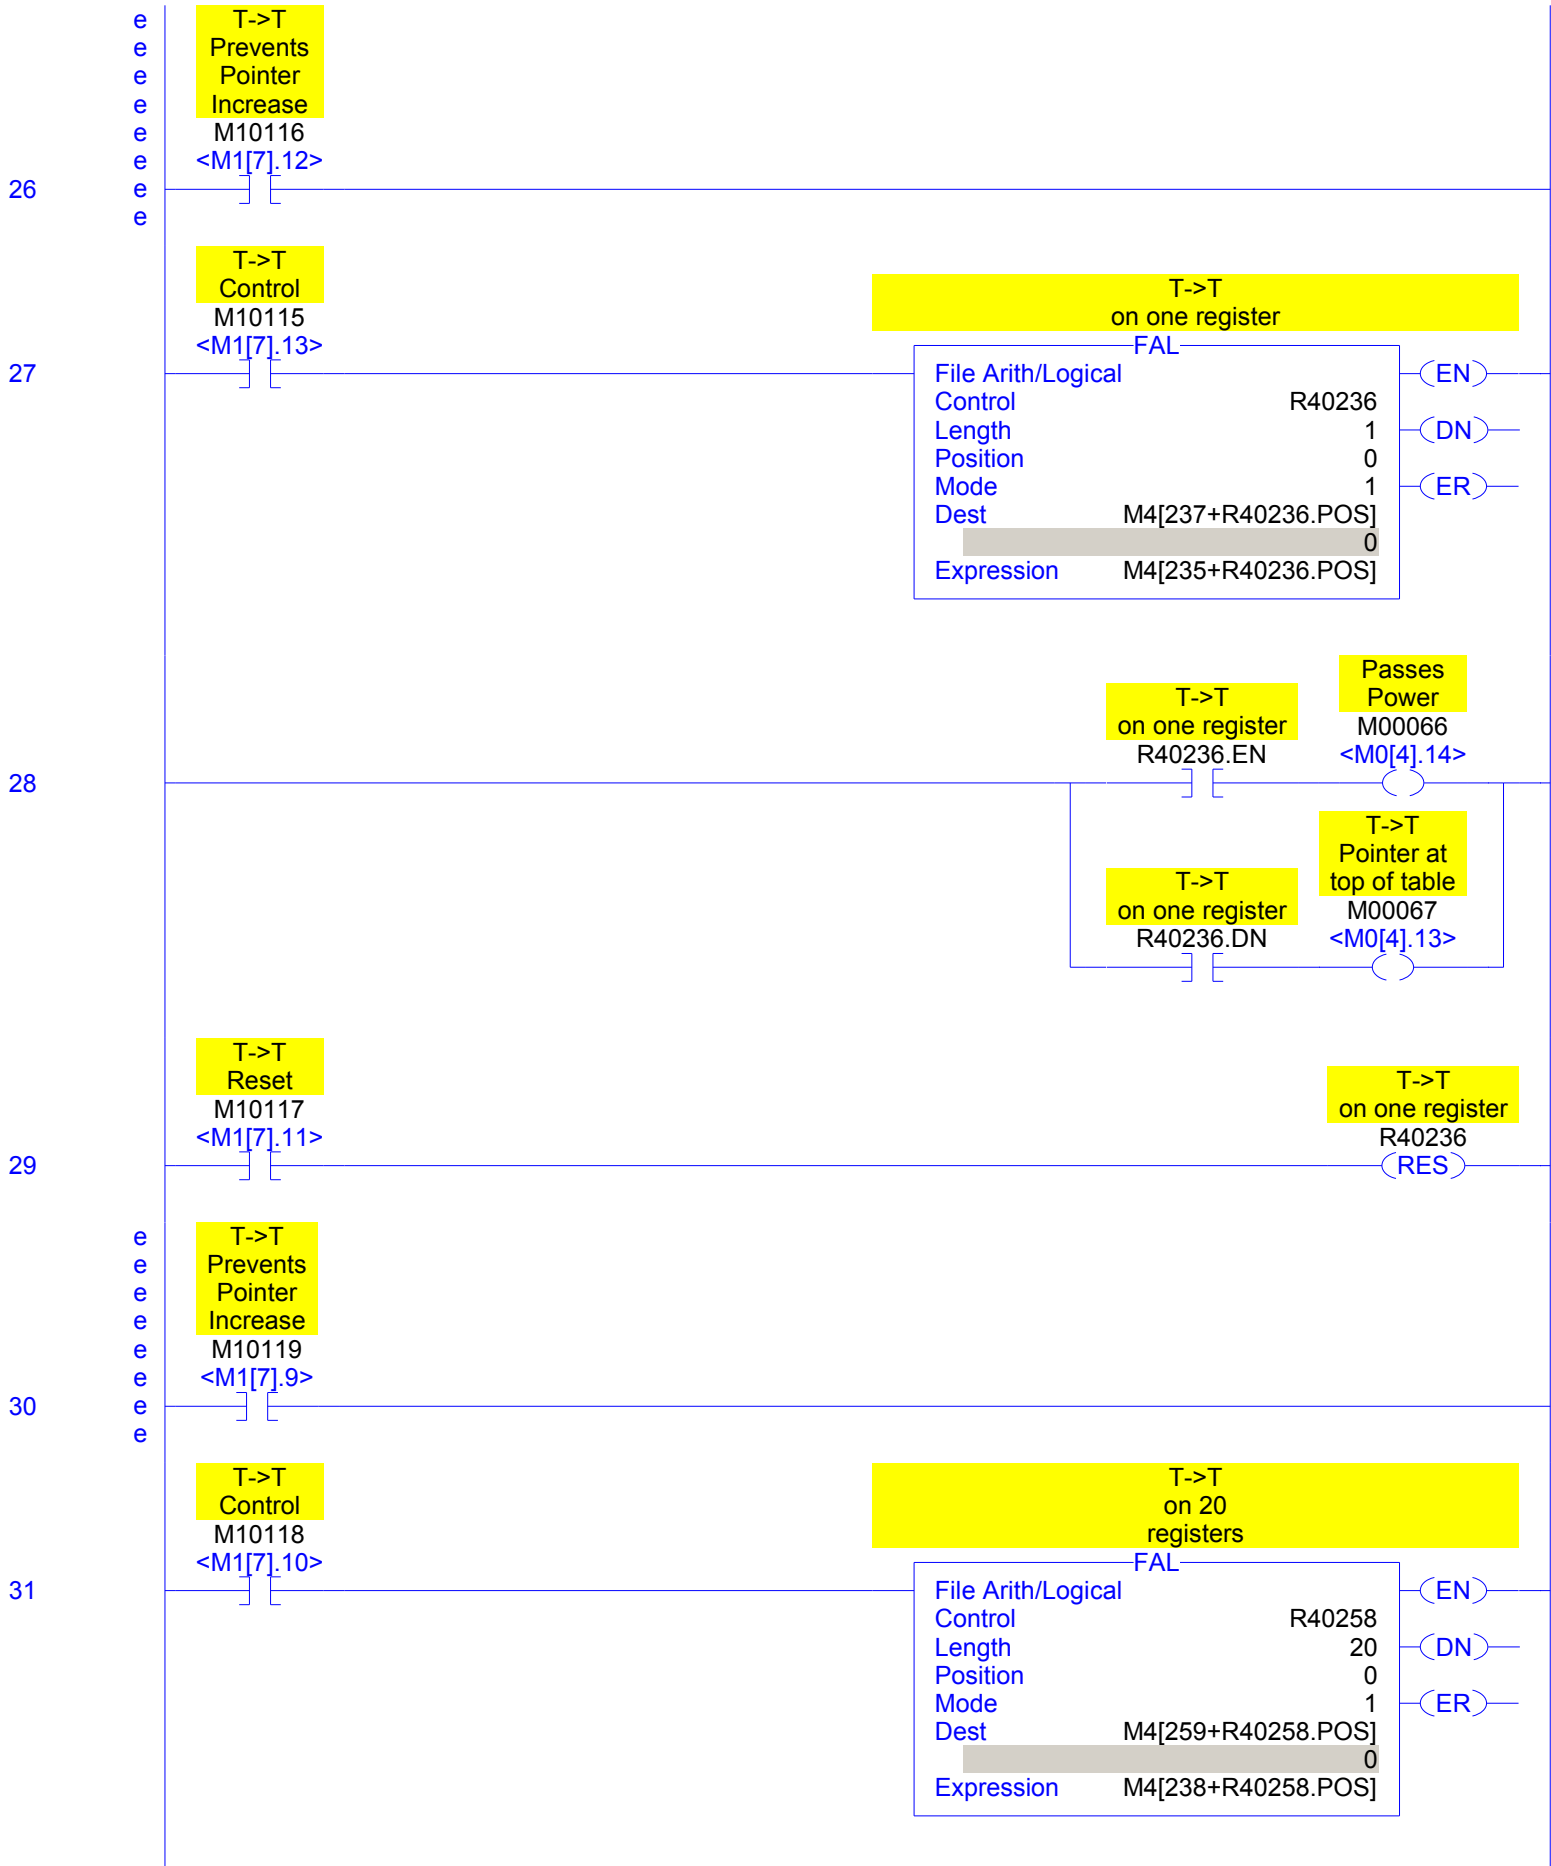 e
e
e
e
e
e
e
e
T->T
Prevents
Pointer
Increase
M10116
<M1[7].12>
26
T->T
Control
M10115
<M1[7].13>
27
T->T
on one register
FAL
File Arith/Logical
Control R40236
Length 1
Position 0
Mode 1
Dest M4[237+R40236.POS]
0
Expression M4[235+R40236.POS]
EN
DN
ER
28
T->T
on one register
R40236.EN
Passes
Power
M00066
<M0[4].14>
T->T
on one register
R40236.DN
T->T
Pointer at
top of table
M00067
<M0[4].13>
T->T
Reset
M10117
<M1[7].11>
29
T->T
on one register
R40236
RES
e
e
e
e
e
e
e
e
T->T
Prevents
Pointer
Increase
M10119
<M1[7].9>
30
T->T
Control
M10118
<M1[7].10>
31
T->T
on 20
registers
FAL
File Arith/Logical
Control R40258
Length 20
Position 0
Mode 1
Dest M4[259+R40258.POS]
0
Expression M4[238+R40258.POS]
EN
DN
ER